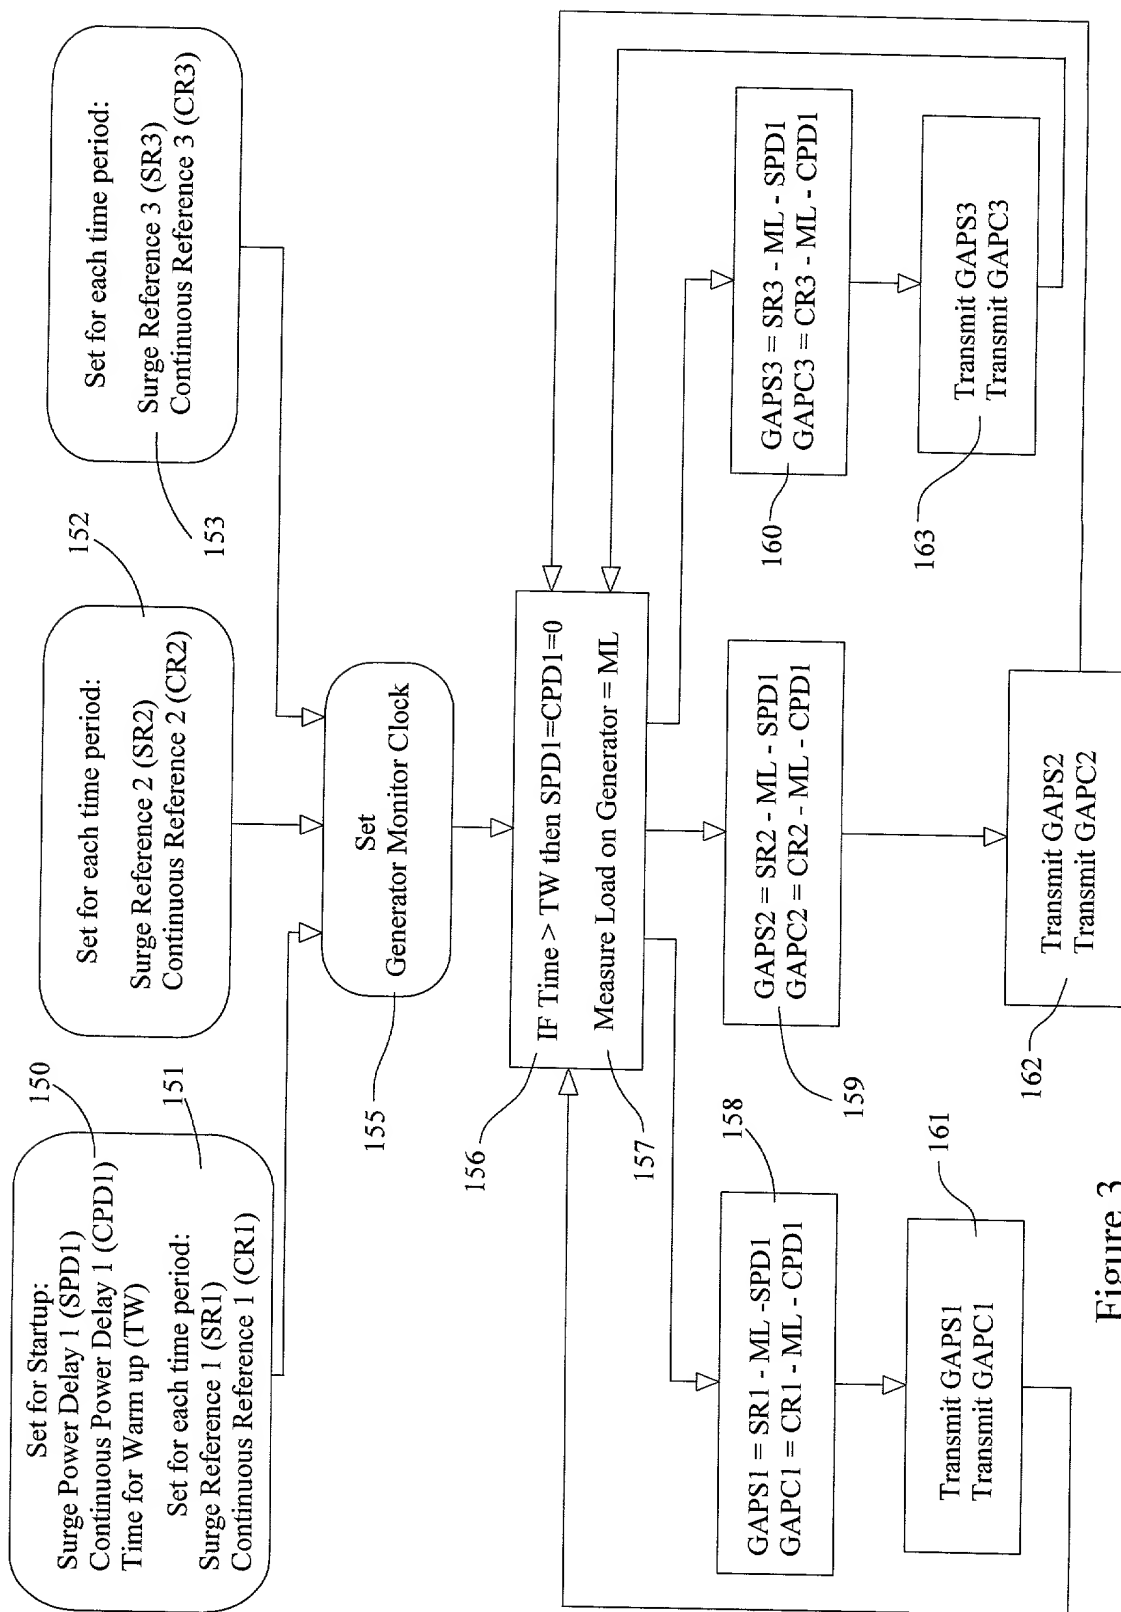 Set for Startup:
Surge Power Delay 1 (SPD1)
Continuous Power Delay 1 (CPD1)
Time for Warm up (TW)
150
Set for each time period:
Surge Reference 1 (SR1)
Continuous Reference 1 (CR1)
151
Set for each time period:
Surge Reference 2 (SR2)
Continuous Reference 2 (CR2)
152
Set for each time period:
Surge Reference 3 (SR3)
Continuous Reference 3 (CR3)
153
Set
Generator Monitor Clock
155
156
IF Time > TW then SPD1=CPD1=0
157
Measure Load on Generator = ML
158
GAPS1 = SR1 - ML -SPD1
GAPC1 = CR1 - ML - CPD1
159
GAPS2 = SR2 - ML - SPD1
GAPC2 = CR2 - ML - CPD1
160
GAPS3 = SR3 - ML - SPD1
GAPC3 = CR3 - ML - CPD1
161
Transmit GAPS1
Transmit GAPC1
162
Transmit GAPS2
Transmit GAPC2
163
Transmit GAPS3
Transmit GAPC3
Figure 3